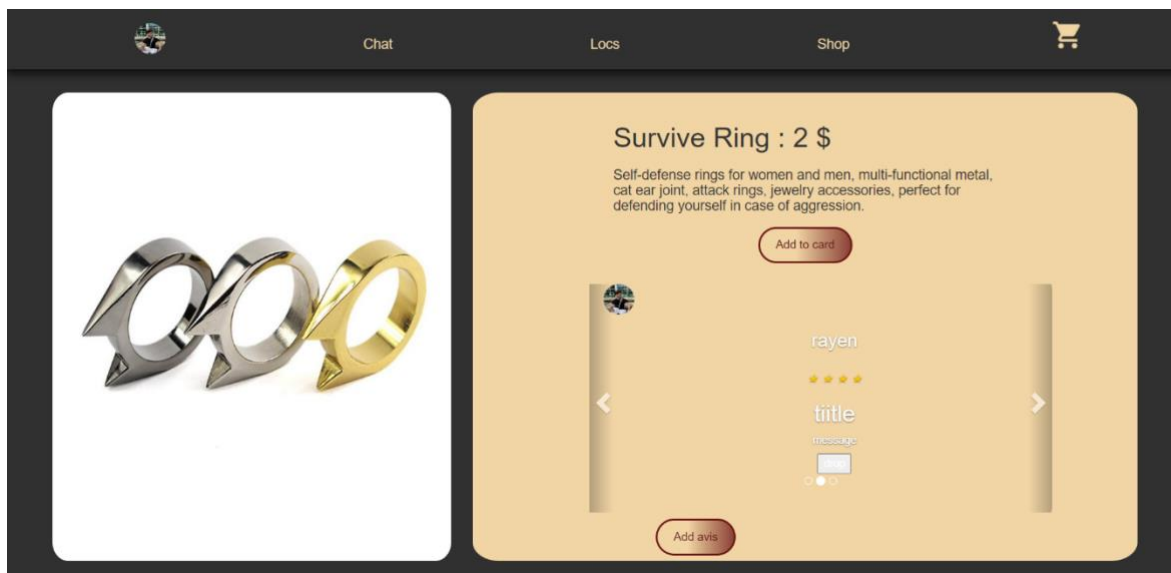 Chat
Locs
Shop
Survive Ring : 2 $
Self-defense rings for women and men, multi-functional metal,
cat ear joint, attack rings, jewelry accessories, perfect for
defending yourself in case of aggression.
Add to card
rayen
tiitle
message
Add avis